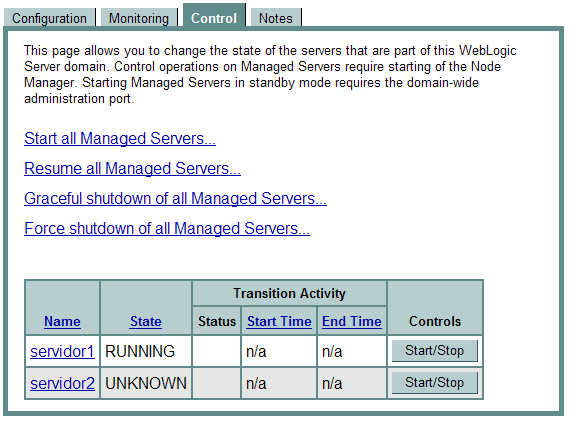 Configuration Monitoring Control Notes
This page allows you to change the state of the servers that are part of this WebLogic
Server domain. Control operations on Managed Servers require starting of the Node
Manager. Starting Managed Servers in standby mode requires the domain-wide
administration port.
Start all Managed Servers...
Resume all Managed Servers...
Graceful shutdown of all Managed Servers...
Force shutdown of all Managed Servers...
Transition Activity
Name State Status Start Time End Time Controls
servidor1 RUNNING n/a n/a Start/Stop
servidor2 UNKNOWN n/a n/a Start/Stop